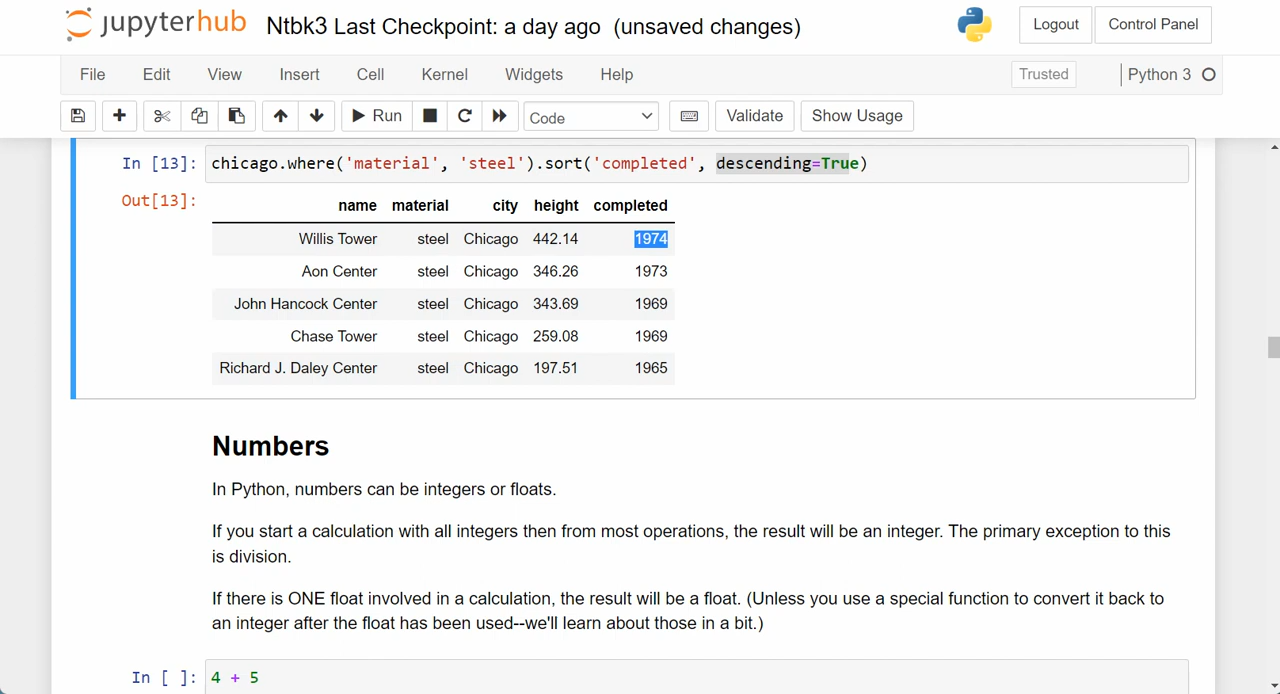 jupyterhub Ntbk3 Last Checkpoint: a day ago (unsaved changes) Logout Control Panel
File Edit View Insert Cell Kernel Widgets Help Trusted Python 3
Run Code Validate Show Usage
In [13]: chicago.where('material', 'steel').sort('completed', descending=True)
Out[13]:
name material city height completed
Willis Tower steel Chicago 442.14 1974
Aon Center steel Chicago 346.26 1973
John Hancock Center steel Chicago 343.69 1969
Chase Tower steel Chicago 259.08 1969
Richard J. Daley Center steel Chicago 197.51 1965
Numbers
In Python, numbers can be integers or floats.
If you start a calculation with all integers then from most operations, the result will be an integer. The primary exception to this
is division.
If there is ONE float involved in a calculation, the result will be a float. (Unless you use a special function to convert it back to
an integer after the float has been used--we'll learn about those in a bit.)
In [ ]: 4 + 5